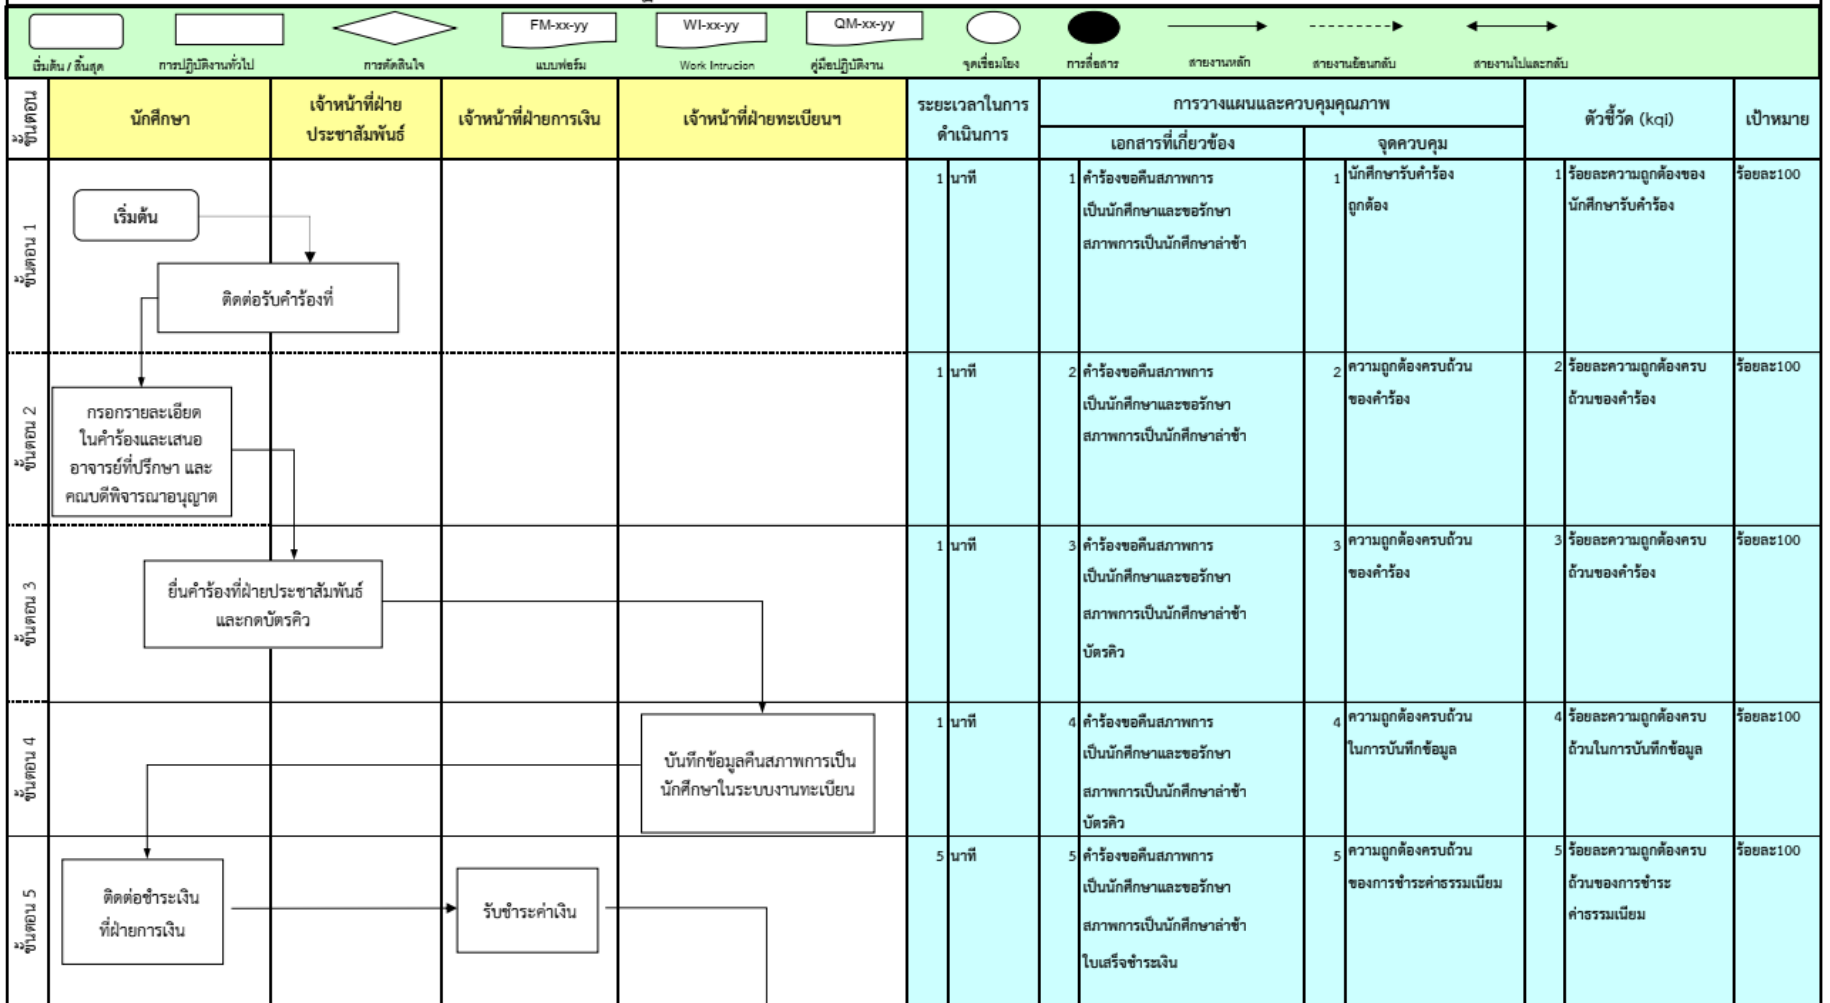 FM-xx-yy
WI-xx-yy
QM-xx-yy
เริ่มต้น / สิ้นสุด
การปฏิบัติงานทั่วไป
การตัดสินใจ
แบบฟอร์ม
Work Intrucion
คู่มือปฏิบัติงาน
จุดเชื่อมโยง
การสื่อสาร
สายงานหลัก
สายงานย้อนกลับ
สายงานไปและกลับ
ขั้นตอน
นักศึกษา
เจ้าหน้าที่ฝ่าย
ประชาสัมพันธ์
เจ้าหน้าที่ฝ่ายการเงิน
เจ้าหน้าที่ฝ่ายทะเบียนฯ
ระยะเวลาในการ
ดำเนินการ
การวางแผนและควบคุมคุณภาพ
เอกสารที่เกี่ยวข้อง
จุดควบคุม
ตัวชี้วัด (kqi)
เป้าหมาย
ขั้นตอน 1
เริ่มต้น
ติดต่อรับคำร้องที่
1 นาที
1 คำร้องขอคืนสภาพการ
เป็นนักศึกษาและขอรักษา
สภาพการเป็นนักศึกษาล่าช้า
1 นักศึกษารับคำร้อง
ถูกต้อง
1 ร้อยละความถูกต้องของ
นักศึกษารับคำร้อง
ร้อยละ100
ขั้นตอน 2
กรอกรายละเอียด
ในคำร้องและเสนอ
อาจารย์ที่ปรึกษา และ
คณบดีพิจารณาอนุญาต
1 นาที
2 คำร้องขอคืนสภาพการ
เป็นนักศึกษาและขอรักษา
สภาพการเป็นนักศึกษาล่าช้า
2 ความถูกต้องครบถ้วน
ของคำร้อง
2 ร้อยละความถูกต้องครบ
ถ้วนของคำร้อง
ร้อยละ100
ขั้นตอน 3
ยื่นคำร้องที่ฝ่ายประชาสัมพันธ์
และกดบัตรคิว
1 นาที
3 คำร้องขอคืนสภาพการ
เป็นนักศึกษาและขอรักษา
สภาพการเป็นนักศึกษาล่าช้า
บัตรคิว
3 ความถูกต้องครบถ้วน
ของคำร้อง
3 ร้อยละความถูกต้องครบ
ถ้วนของคำร้อง
ร้อยละ100
ขั้นตอน 4
บันทึกข้อมูลคืนสภาพการเป็น
นักศึกษาในระบบงานทะเบียน
1 นาที
4 คำร้องขอคืนสภาพการ
เป็นนักศึกษาและขอรักษา
สภาพการเป็นนักศึกษาล่าช้า
บัตรคิว
4 ความถูกต้องครบถ้วน
ในการบันทึกข้อมูล
4 ร้อยละความถูกต้องครบ
ถ้วนในการบันทึกข้อมูล
ร้อยละ100
ขั้นตอน 5
ติดต่อชำระเงิน
ที่ฝ่ายการเงิน
รับชำระค่าเงิน
5 นาที
5 คำร้องขอคืนสภาพการ
เป็นนักศึกษาและขอรักษา
สภาพการเป็นนักศึกษาล่าช้า
ใบเสร็จชำระเงิน
5 ความถูกต้องครบถ้วน
ของการชำระค่าธรรมเนียม
5 ร้อยละความถูกต้องครบ
ถ้วนของการชำระ
ค่าธรรมเนียม
ร้อยละ100